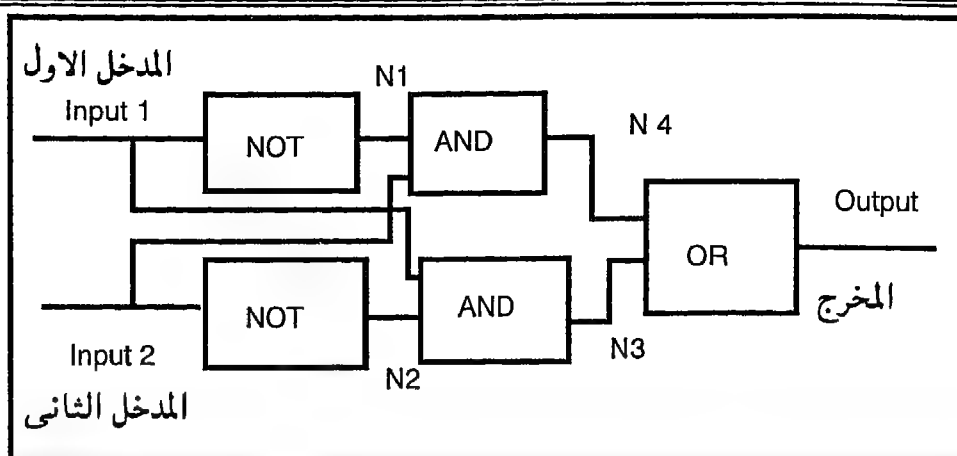 المدخل الاول
Input 1
NOT
N1
AND
N 4
OR
Output
المخرج
NOT
AND
N3
N2
Input 2
المدخل الثانى